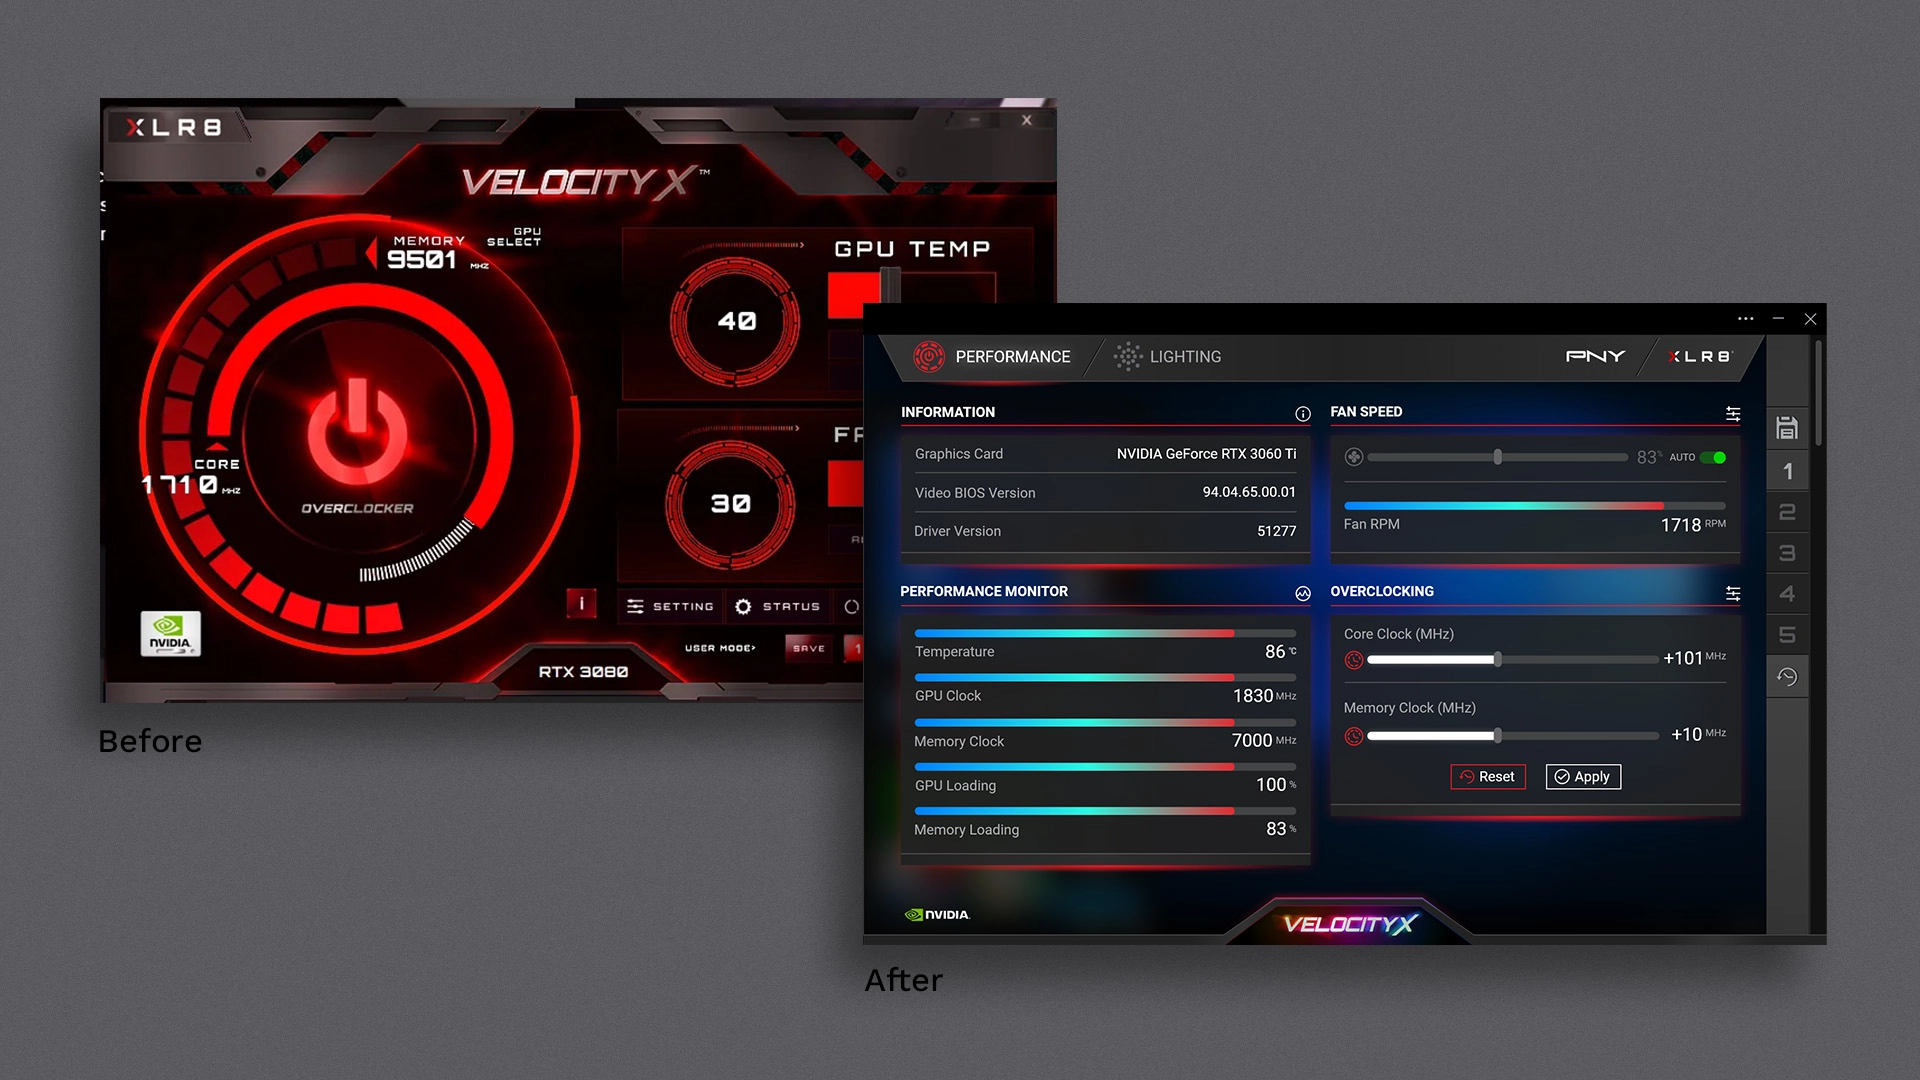 XLR8
VELOCITY X™
MEMORY
9501 MHZ
GPU
SELECT
GPU TEMP
40
CORE
1710 MHZ
OVERCLOCKER
30
i
SETTING
STATUS
NVIDIA
USER MODE>
SAVE
1
RTX 3080
Before
PERFORMANCE
LIGHTING
PNY
XLR8
INFORMATION
Graphics Card NVIDIA GeForce RTX 3060 Ti
Video BIOS Version 94.04.65.00.01
Driver Version 51277
FAN SPEED
83% AUTO
Fan RPM 1718 RPM
PERFORMANCE MONITOR
Temperature 86 °C
GPU Clock 1830 MHz
Memory Clock 7000 MHz
GPU Loading 100 %
Memory Loading 83 %
OVERCLOCKING
Core Clock (MHz)
+101 MHz
Memory Clock (MHz)
+10 MHz
Reset
Apply
1
2
3
4
5
NVIDIA.
VELOCITYX
After